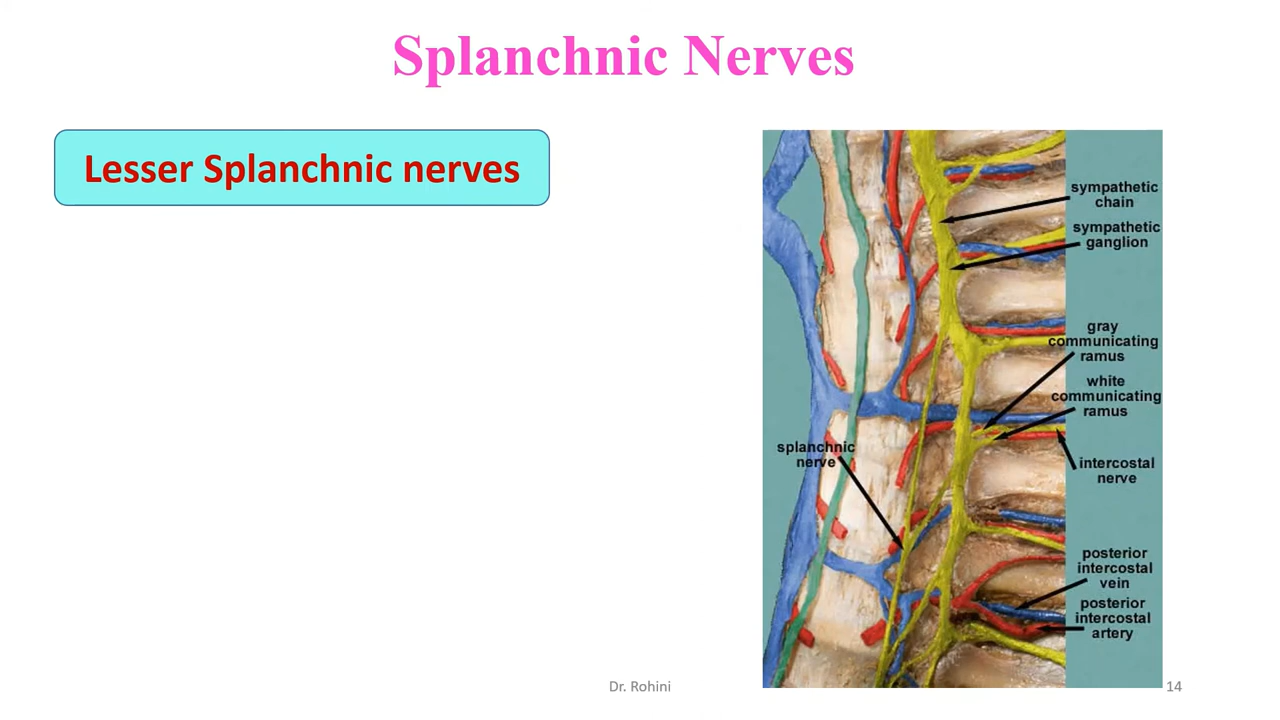 Splanchnic Nerves
Lesser Splanchnic nerves
sympathetic
chain
sympathetic
ganglion
gray
communicating
ramus
white
communicating
ramus
splanchnic
nerve
intercostal
nerve
posterior
intercostal
vein
posterior
intercostal
artery
Dr. Rohini
14